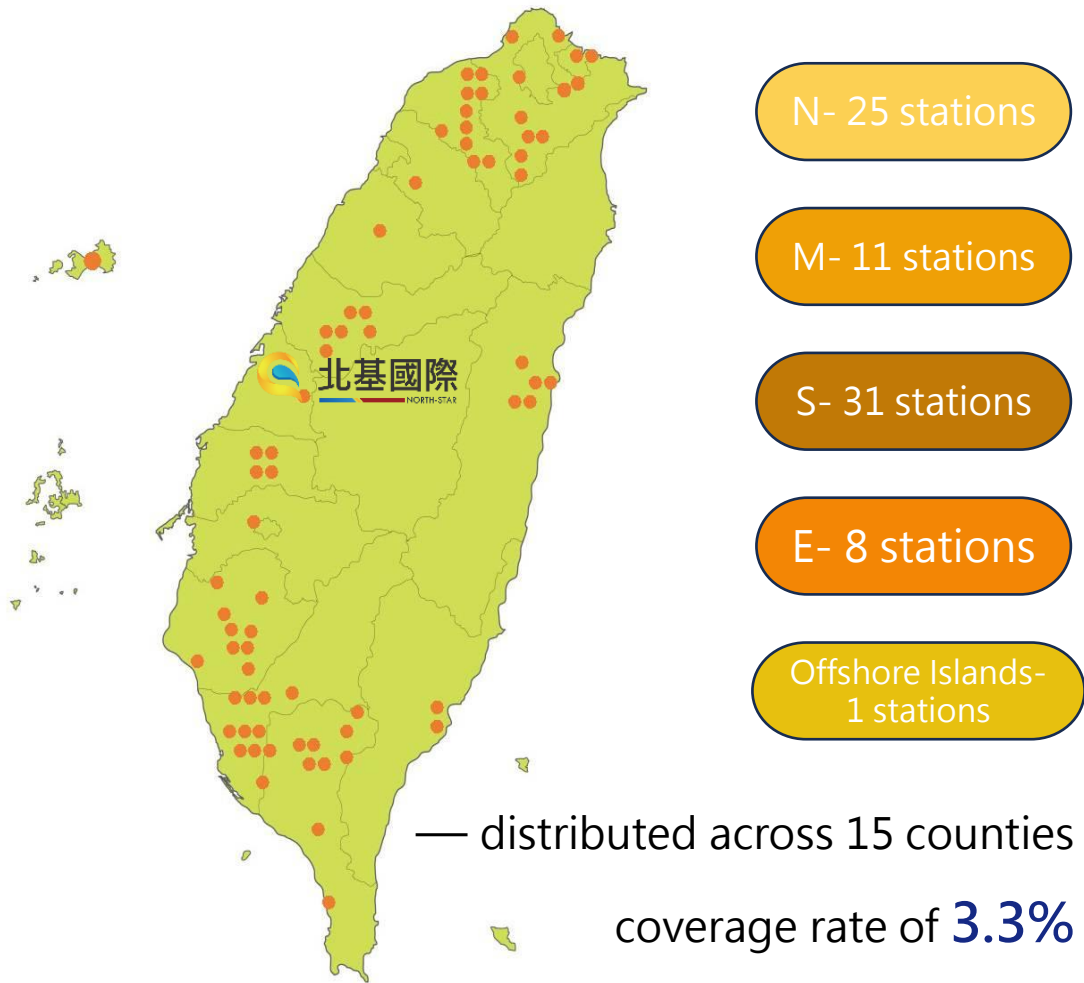 N- 25 stations
M- 11 stations
北基國際
NORTH-STAR
S- 31 stations
E- 8 stations
Offshore Islands-
1 stations
— distributed across 15 counties
coverage rate of 3.3%